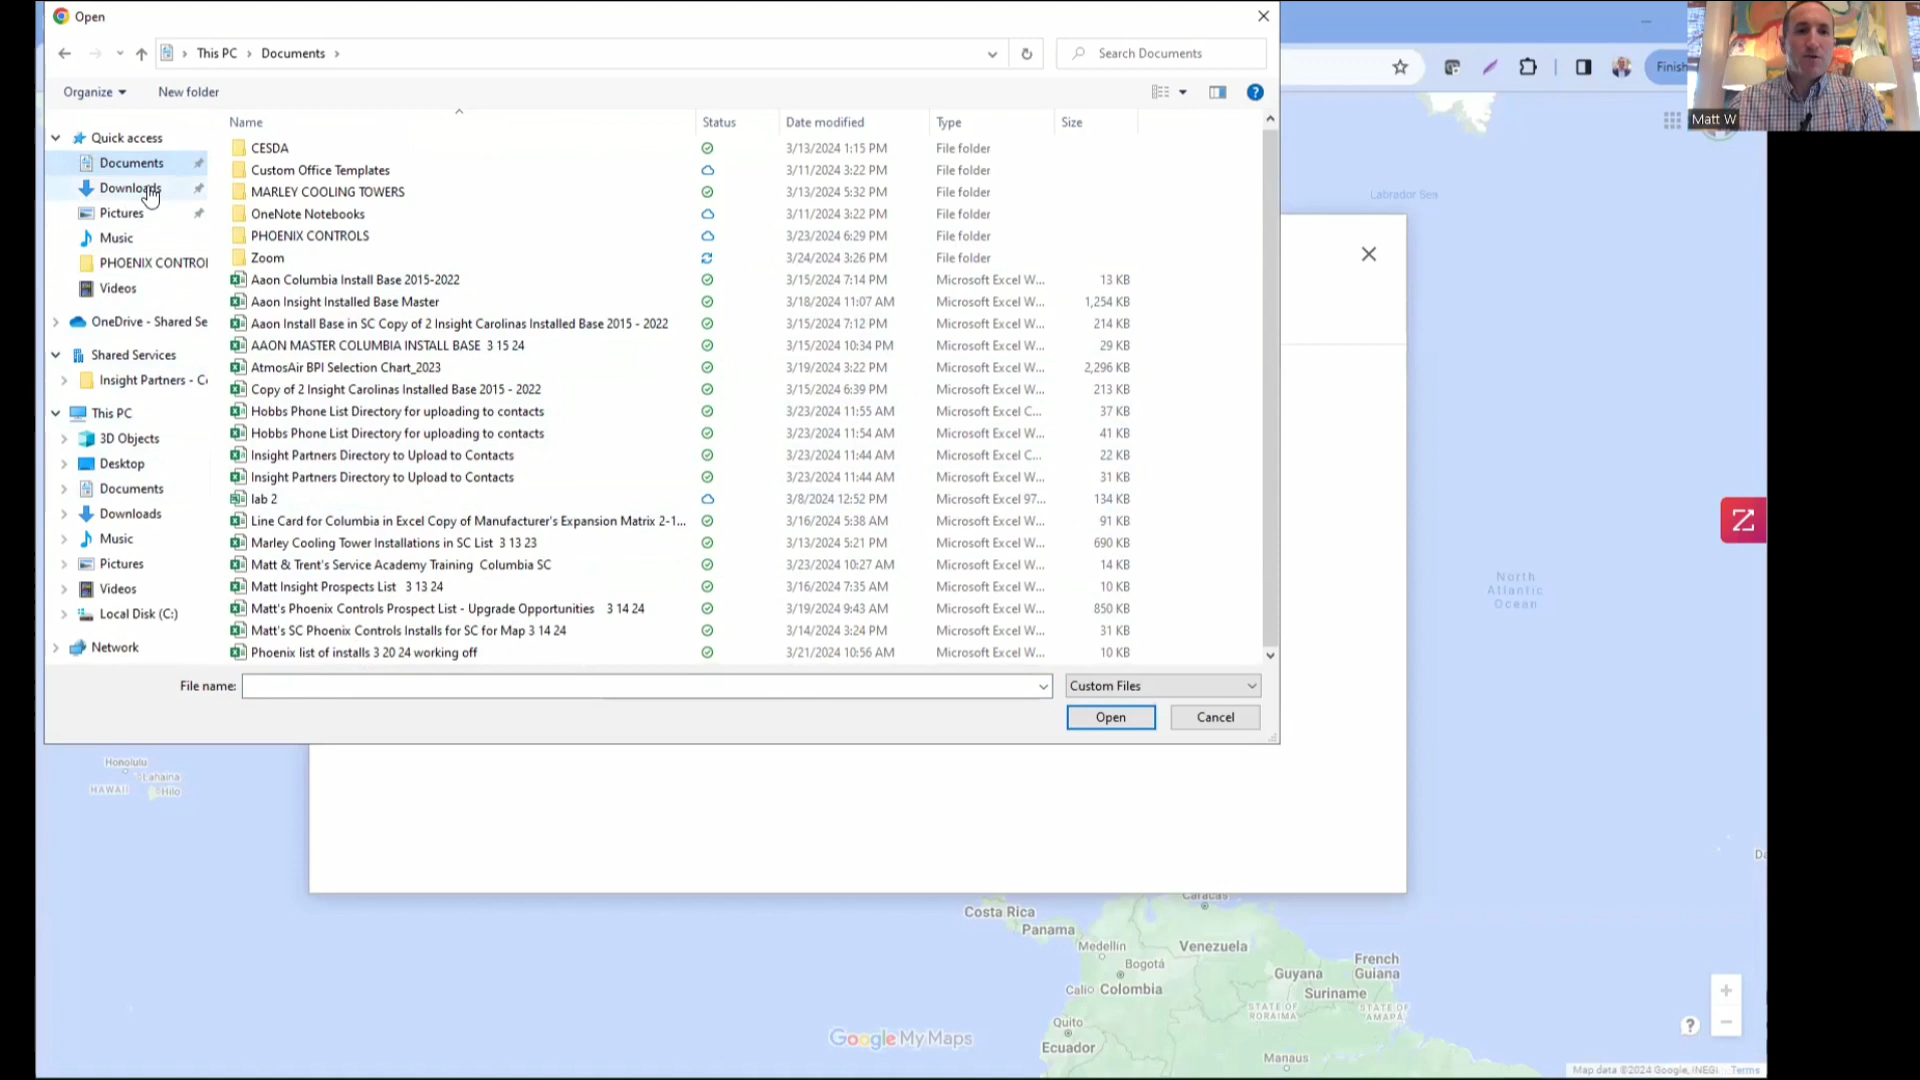 Open
This PC
Documents
Search Documents
Finish
Matt W
Organize
New folder
Name
Status
Date modified
Type
Size
Quick access
Documents
Downloads
Pictures
Music
PHOENIX CONTROL
Videos
OneDrive - Shared Se
Shared Services
Insight Partners - Co
This PC
3D Objects
Desktop
Documents
Downloads
Music
Pictures
Videos
Local Disk (C:)
Network
CESDA 3/13/2024 1:15 PM File folder
Custom Office Templates 3/11/2024 3:22 PM File folder
MARLEY COOLING TOWERS 3/13/2024 5:32 PM File folder
OneNote Notebooks 3/11/2024 3:22 PM File folder
PHOENIX CONTROLS 3/23/2024 6:29 PM File folder
Zoom 3/24/2024 3:26 PM File folder
Aaon Columbia Install Base 2015-2022 3/15/2024 7:14 PM Microsoft Excel W... 13 KB
Aaon Insight Installed Base Master 3/18/2024 11:07 AM Microsoft Excel W... 1,254 KB
Aaon Install Base in SC Copy of 2 Insight Carolinas Installed Base 2015 - 2022 3/15/2024 7:12 PM Microsoft Excel W... 214 KB
AAON MASTER COLUMBIA INSTALL BASE 3 15 24 3/15/2024 10:34 PM Microsoft Excel W... 29 KB
AtmosAir BPI Selection Chart_2023 3/19/2024 3:22 PM Microsoft Excel W... 2,296 KB
Copy of 2 Insight Carolinas Installed Base 2015 - 2022 3/15/2024 6:39 PM Microsoft Excel W... 213 KB
Hobbs Phone List Directory for uploading to contacts 3/23/2024 11:55 AM Microsoft Excel C... 37 KB
Hobbs Phone List Directory for uploading to contacts 3/23/2024 11:54 AM Microsoft Excel W... 41 KB
Insight Partners Directory to Upload to Contacts 3/23/2024 11:44 AM Microsoft Excel C... 22 KB
Insight Partners Directory to Upload to Contacts 3/23/2024 11:44 AM Microsoft Excel W... 31 KB
lab 2 3/8/2024 12:52 PM Microsoft Excel 97... 134 KB
Line Card for Columbia in Excel Copy of Manufacturer's Expansion Matrix 2-1... 3/16/2024 5:38 AM Microsoft Excel W... 91 KB
Marley Cooling Tower Installations in SC List 3 13 23 3/13/2024 5:21 PM Microsoft Excel W... 690 KB
Matt & Trent's Service Academy Training Columbia SC 3/23/2024 10:27 AM Microsoft Excel W... 14 KB
Matt Insight Prospects List 3 13 24 3/16/2024 7:35 AM Microsoft Excel W... 10 KB
Matt's Phoenix Controls Prospect List - Upgrade Opportunities 3 14 24 3/19/2024 9:43 AM Microsoft Excel W... 850 KB
Matt's SC Phoenix Controls Installs for SC for Map 3 14 24 3/14/2024 3:24 PM Microsoft Excel W... 31 KB
Phoenix list of installs 3 20 24 working off 3/21/2024 10:56 AM Microsoft Excel W... 10 KB
File name:
Custom Files
Open
Cancel
Labrador Sea
North
Atlantic
Ocean
Honolulu
Lahaina
HAWAII
Hilo
Da
Caracas
Costa Rica
Panama
Medellín
Venezuela
Bogotá
Calio Colombia
French
Guiana
Guyana
Suriname
STATE OF
RORAIMA
STATE OF
AMAPÁ
Quito
Ecuador
Manaus
Google My Maps
Map data ©2024 Google, INEGI
Terms